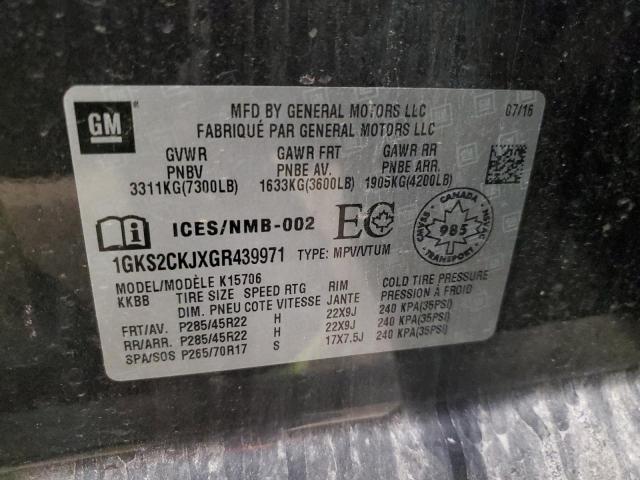 GM
MFD BY GENERAL MOTORS LLC 07/16
FABRIQUÉ PAR GENERAL MOTORS LLC
GVWR GAWR FRT GAWR RR
PNBV PNBE AV. PNBE ARR.
3311KG(7300LB) 1633KG(3600LB) 1905KG(4200LB)
ICES/NMB-002 EC CANADA 985 TRANSPORT NSVAC
1GKS2CKJXGR439971 TYPE: MPV/VTUM
MODEL/MODÈLE K15706
KKBB TIRE SIZE SPEED RTG RIM COLD TIRE PRESSURE
DIM. PNEU COTE VITESSE JANTE PRESSION À FROID
FRT/AV. P285/45R22 H 22X9J 240 KPA(35PSI)
RR/ARR. P285/45R22 H 22X9J 240 KPA(35PSI)
SPA/SOS P265/70R17 S 17X7.5J 240 KPA(35PSI)